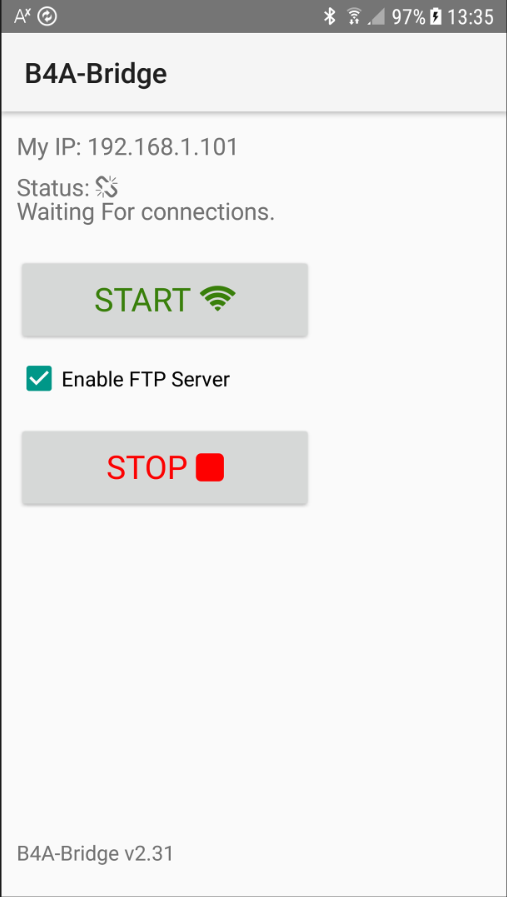 97% 13:35
B4A-Bridge
My IP: 192.168.1.101
Status:
Waiting For connections.
START
Enable FTP Server
STOP
B4A-Bridge v2.31